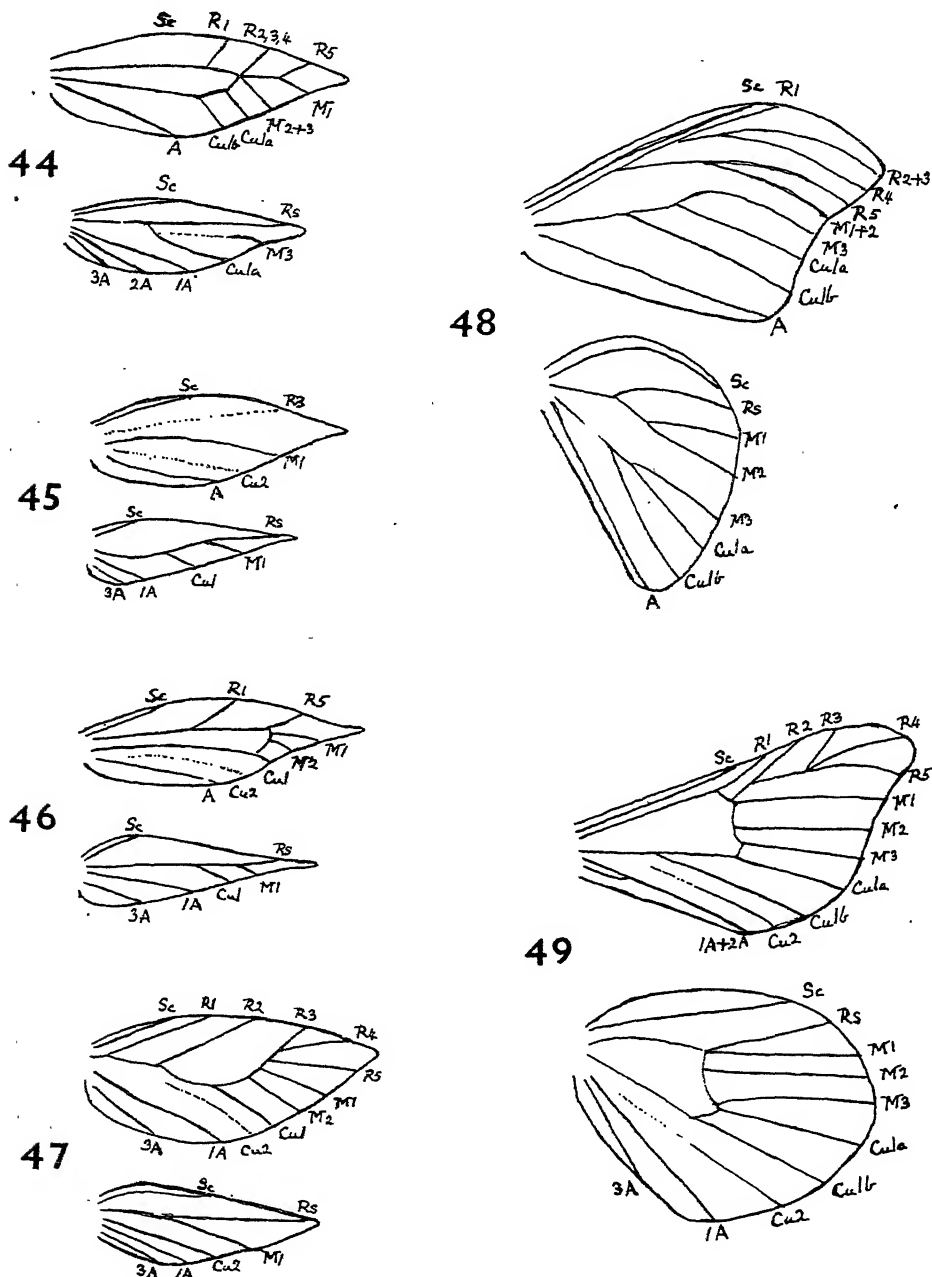 Sc R1 R2,3,4 R5
M1
M2+3
Cu1a
Cu1b
A
44
Sc
Rs
M3
Cu1a
3A 2A 1A
Sc R3
M1
Cu2
A
45
Sc Rs
M1
Cu1
3A 1A
Sc R1 R5
M1
M2
Cu1
A Cu2
46
Sc Rs
M1
Cu1
3A 1A
Sc R1 R2 R3 R4
R5
M1
M2
Cu1
3A 1A Cu2
47
Sc Rs
M1
Cu2
3A 1A
Sc R1
R2+3
R4
R5
M1+2
M3
Cu1a
Cu1b
A
48
Sc
Rs
M1
M2
M3
Cu1a
Cu1b
A
Sc R1 R2 R3 R4
R5
M1
M2
M3
Cu1a
Cu1b
1A+2A Cu2
49
Sc
Rs
M1
M2
M3
Cu1a
Cu1b
3A Cu2
1A